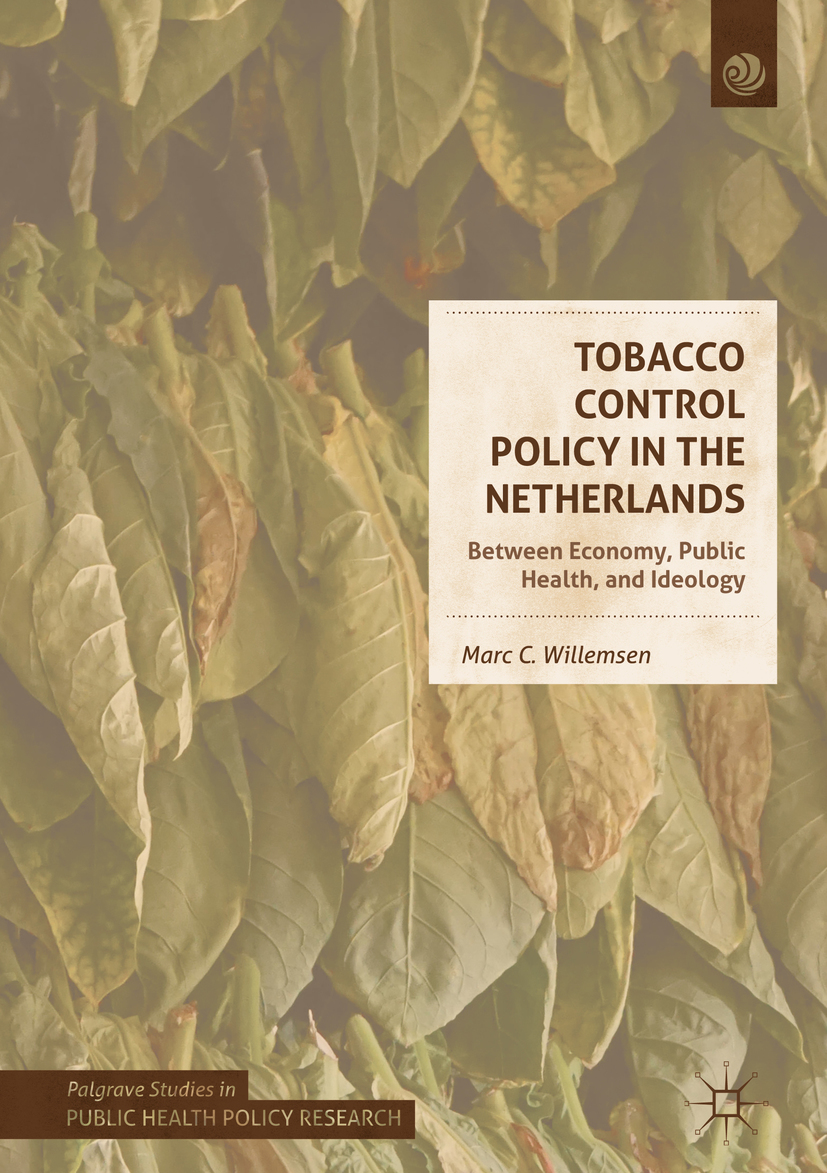 TOBACCO
CONTROL
POLICY IN THE
NETHERLANDS
Between Economy, Public
Health, and Ideology
Marc C. Willemsen
Palgrave Studies in
PUBLIC HEALTH POLICY RESEARCH